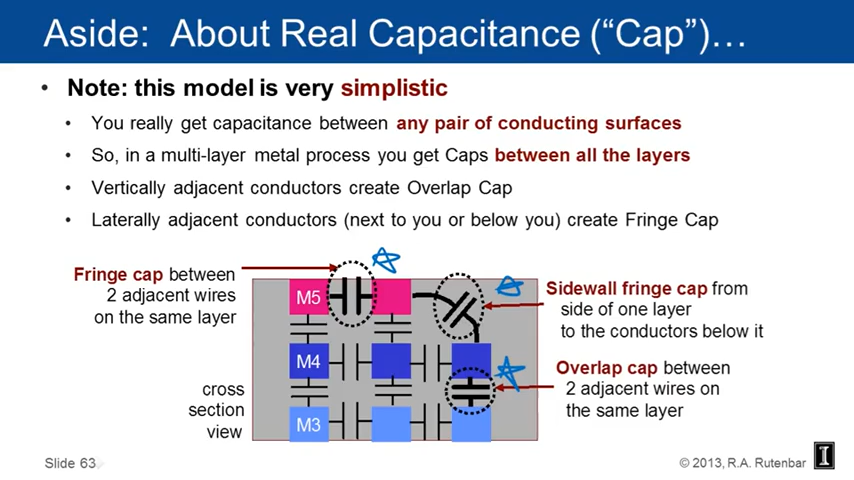 Aside: About Real Capacitance (“Cap”)…
• Note: this model is very simplistic
• You really get capacitance between any pair of conducting surfaces
• So, in a multi-layer metal process you get Caps between all the layers
• Vertically adjacent conductors create Overlap Cap
• Laterally adjacent conductors (next to you or below you) create Fringe Cap
Fringe cap between
2 adjacent wires
on the same layer
M5
M4
M3
cross
section
view
Sidewall fringe cap from
side of one layer
to the conductors below it
Overlap cap between
2 adjacent wires on
the same layer
Slide 63
© 2013, R.A. Rutenbar
I